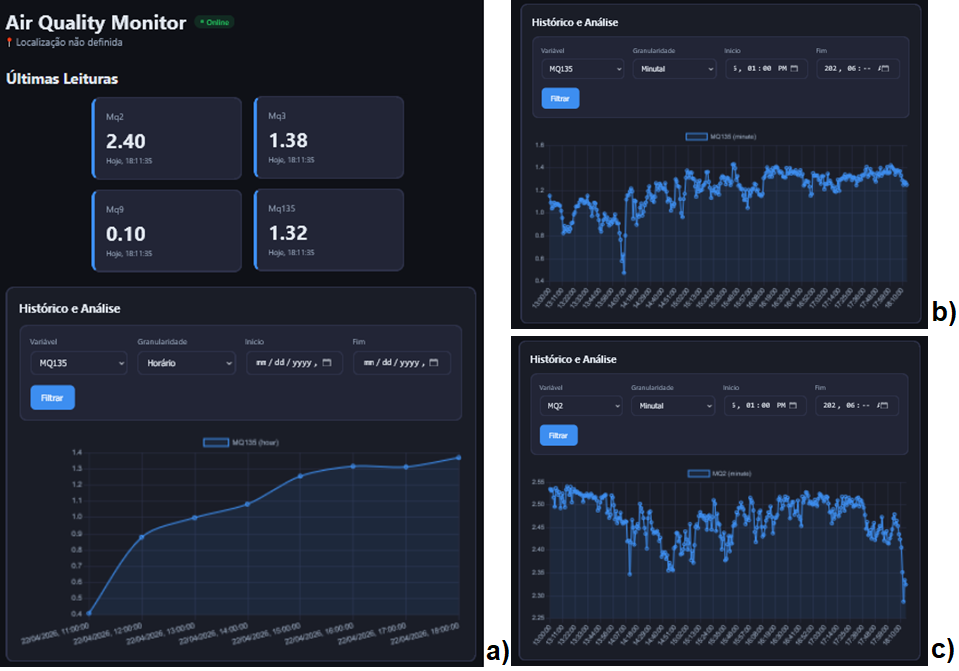 Air Quality Monitor
Online
Localização não definida
Últimas Leituras
Mq2
2.40
Hoje, 18:11:35
Mq3
1.38
Hoje, 18:11:35
Mq9
0.10
Hoje, 18:11:35
Mq135
1.32
Hoje, 18:11:35
Histórico e Análise
Variável Granularidade Início Fim
MQ135 Horário mm/dd/yyyy, mm/dd/yyyy,
Filtrar
MQ135 (hour)
1.4
1.3
1.2
1.1
1.0
0.9
0.8
0.7
0.6
0.5
0.4
22/04/2026, 11:00:00 22/04/2026, 12:00:00 22/04/2026, 13:00:00 22/04/2026, 14:00:00 22/04/2026, 15:00:00 22/04/2026, 16:00:00 22/04/2026, 17:00:00 22/04/2026, 18:00:00
a)
Histórico e Análise
Variável Granularidade Início Fim
MQ135 Minutal 01:00 PM 202, 06:--
Filtrar
MQ135 (minute)
1.6
1.4
1.2
1.0
0.8
0.6
0.4
b)
Histórico e Análise
Variável Granularidade Início Fim
MQ2 Minutal 01:00 PM 202, 06:--
Filtrar
MQ2 (minute)
2.55
2.50
2.45
2.40
2.35
2.30
2.25
c)